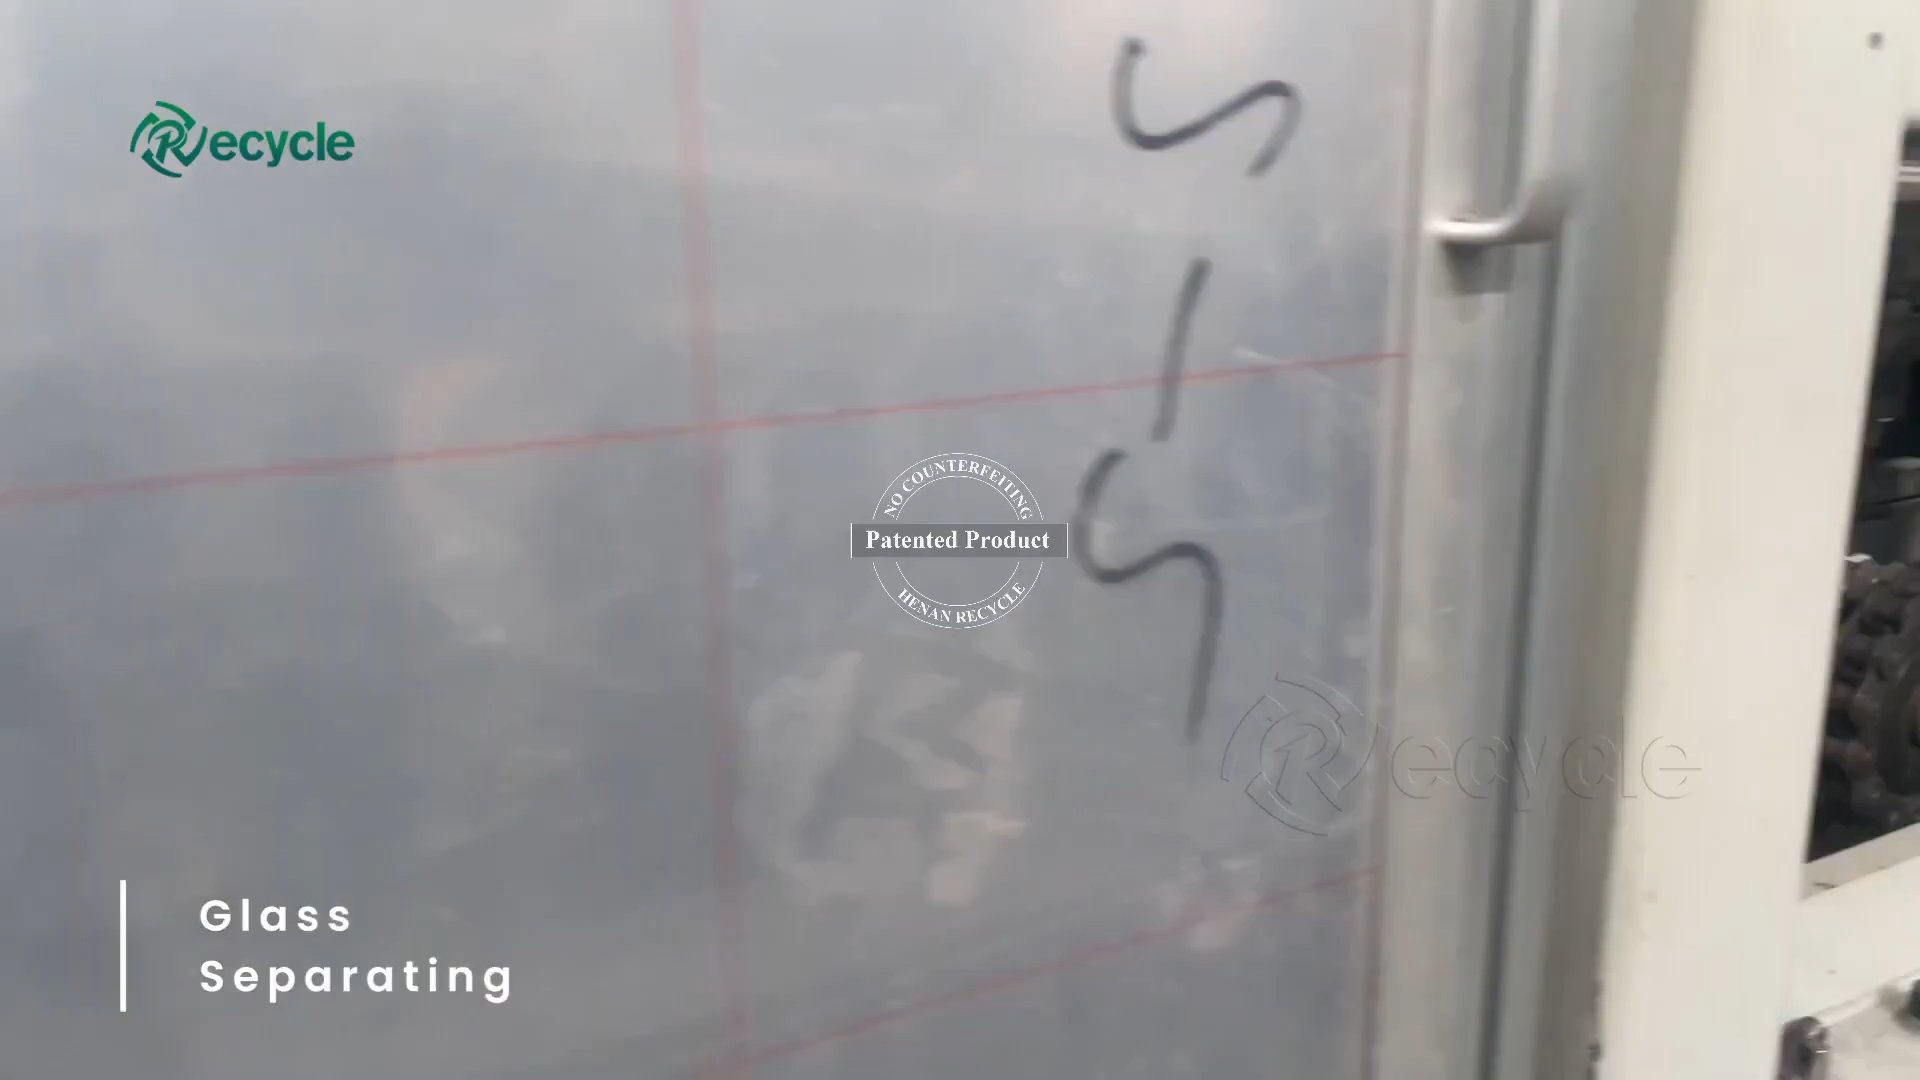 Recycle
NO COUNTERFEITING
Patented Product
HENAN RECYCLE
Recycle
Glass
Separating